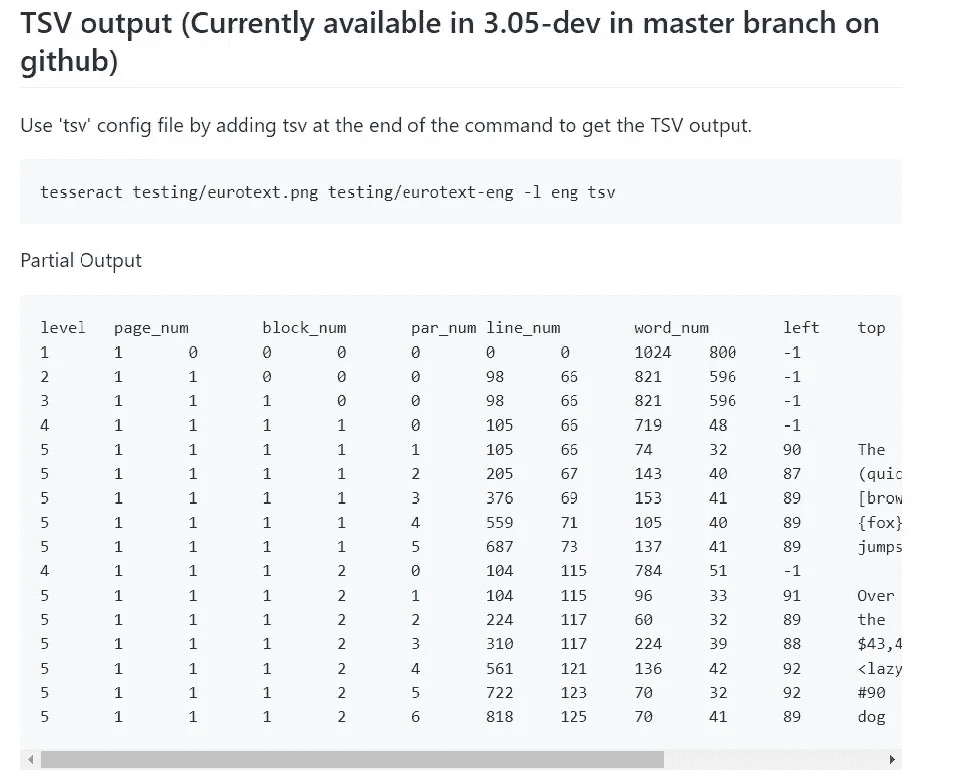 TSV output (Currently available in 3.05-dev in master branch on
github)
Use 'tsv' config file by adding tsv at the end of the command to get the TSV output.
tesseract testing/eurotext.png testing/eurotext-eng -l eng tsv
Partial Output
level page_num block_num par_num line_num word_num left top
1 1 0 0 0 0 0 0 1024 800 -1
2 1 1 0 0 0 98 66 821 596 -1
3 1 1 1 0 0 98 66 821 596 -1
4 1 1 1 1 0 105 66 719 48 -1
5 1 1 1 1 1 105 66 74 32 90 The
5 1 1 1 1 2 205 67 143 40 87 (quic
5 1 1 1 1 3 376 69 153 41 89 [brow
5 1 1 1 1 4 559 71 105 40 89 {fox}
5 1 1 1 1 5 687 73 137 41 89 jumps
4 1 1 1 2 0 104 115 784 51 -1
5 1 1 1 2 1 104 115 96 33 91 Over
5 1 1 1 2 2 224 117 60 32 89 the
5 1 1 1 2 3 310 117 224 39 88 $43,4
5 1 1 1 2 4 561 121 136 42 92 <lazy
5 1 1 1 2 5 722 123 70 32 92 #90
5 1 1 1 2 6 818 125 70 41 89 dog